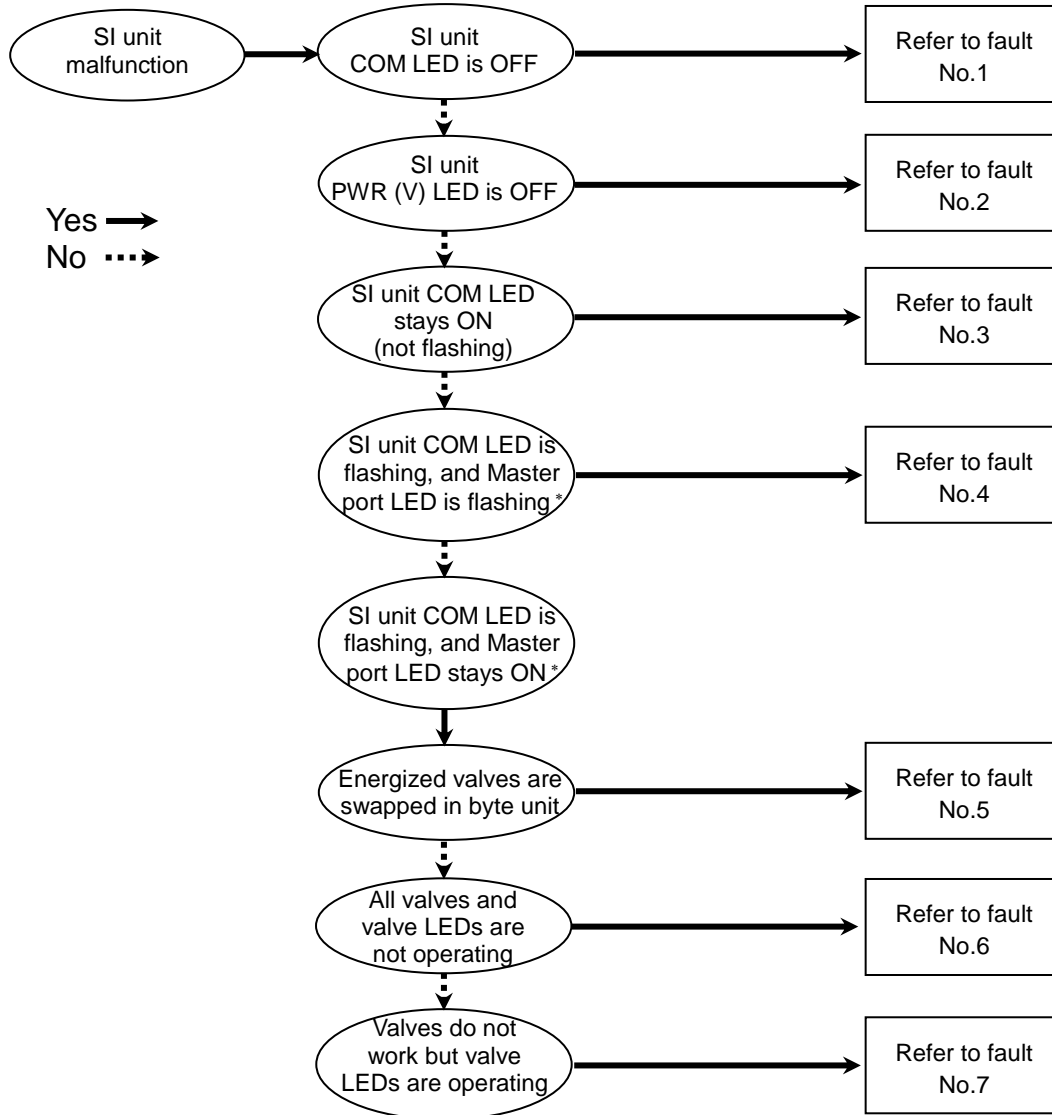 SI unit
malfunction
SI unit
COM LED is OFF
Refer to fault
No.1
SI unit
PWR (V) LED is OFF
Refer to fault
No.2
Yes
No
SI unit COM LED
stays ON
(not flashing)
Refer to fault
No.3
SI unit COM LED is
flashing, and Master
port LED is flashing *
Refer to fault
No.4
SI unit COM LED is
flashing, and Master
port LED stays ON *
Energized valves are
swapped in byte unit
Refer to fault
No.5
All valves and
valve LEDs are
not operating
Refer to fault
No.6
Valves do not
work but valve
LEDs are operating
Refer to fault
No.7